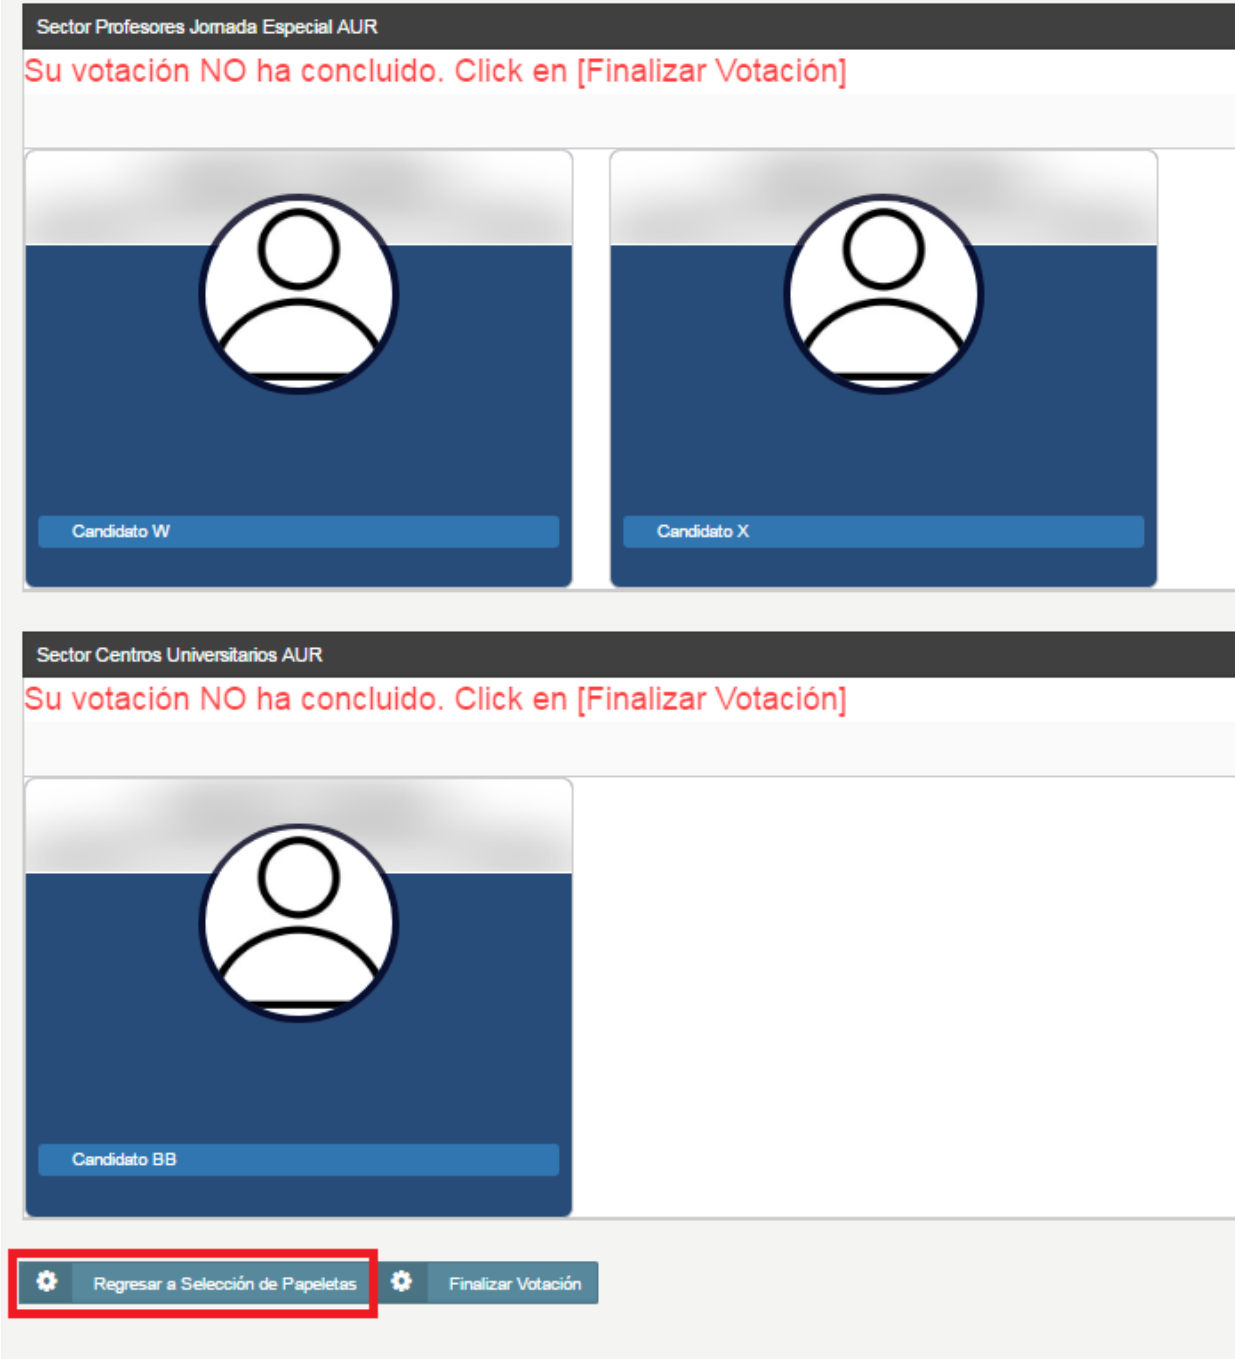 Sector Profesores Jornada Especial AUR
Su votación NO ha concluido. Click en [Finalizar Votación]
Candidato W
Candidato X
Sector Centros Universitarios AUR
Su votación NO ha concluido. Click en [Finalizar Votación]
Candidato BB
Regresar a Selección de Papeletas
Finalizar Votación